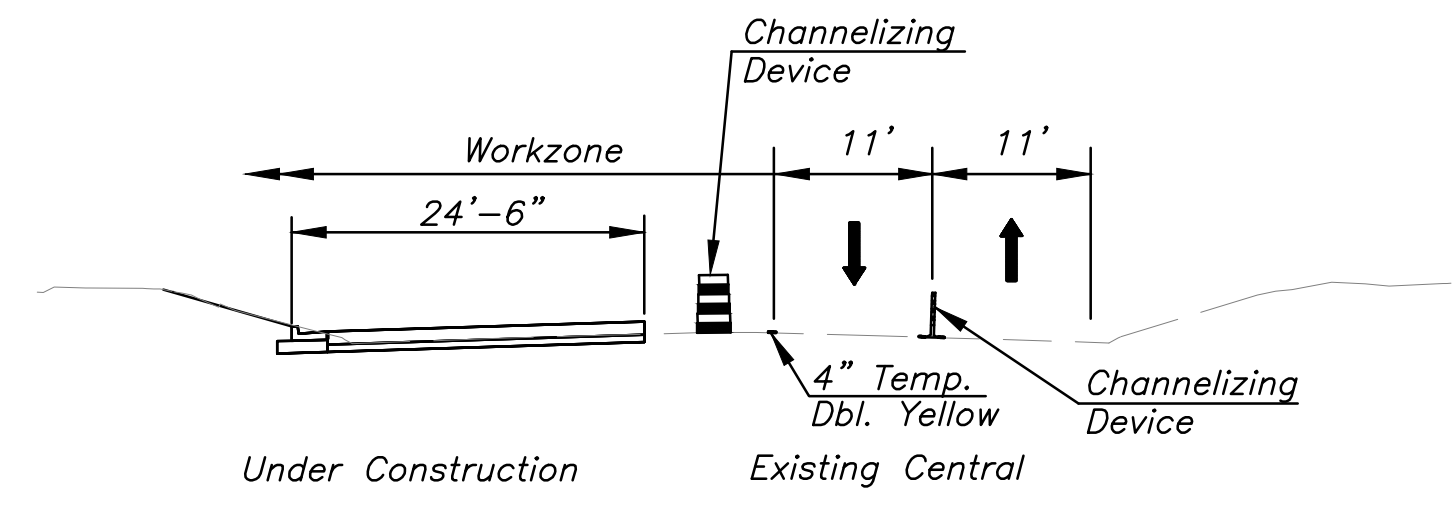 Channelizing
Device
Workzone
11'
11'
24'-6"
4" Temp.
Dbl. Yellow
Channelizing
Device
Under Construction
Existing Central